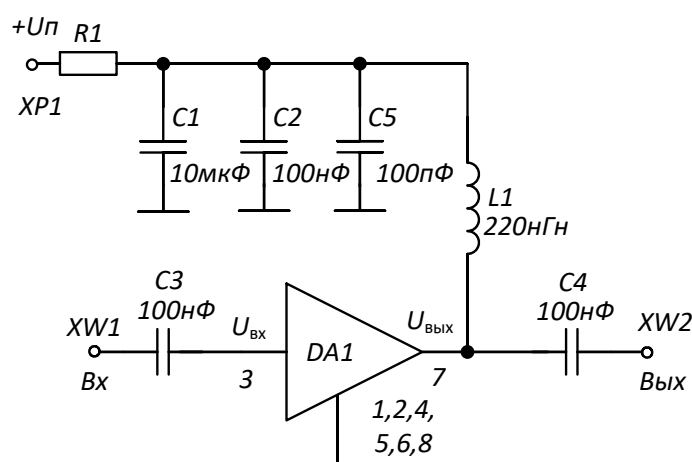 +Uп
R1
XP1
C1
10мкФ
C2
100нФ
C5
100пФ
L1
220нГн
C3
100нФ
C4
100нФ
XW1
Вх
Uвх
3
DA1
Uвых
7
XW2
Вых
1,2,4,
5,6,8